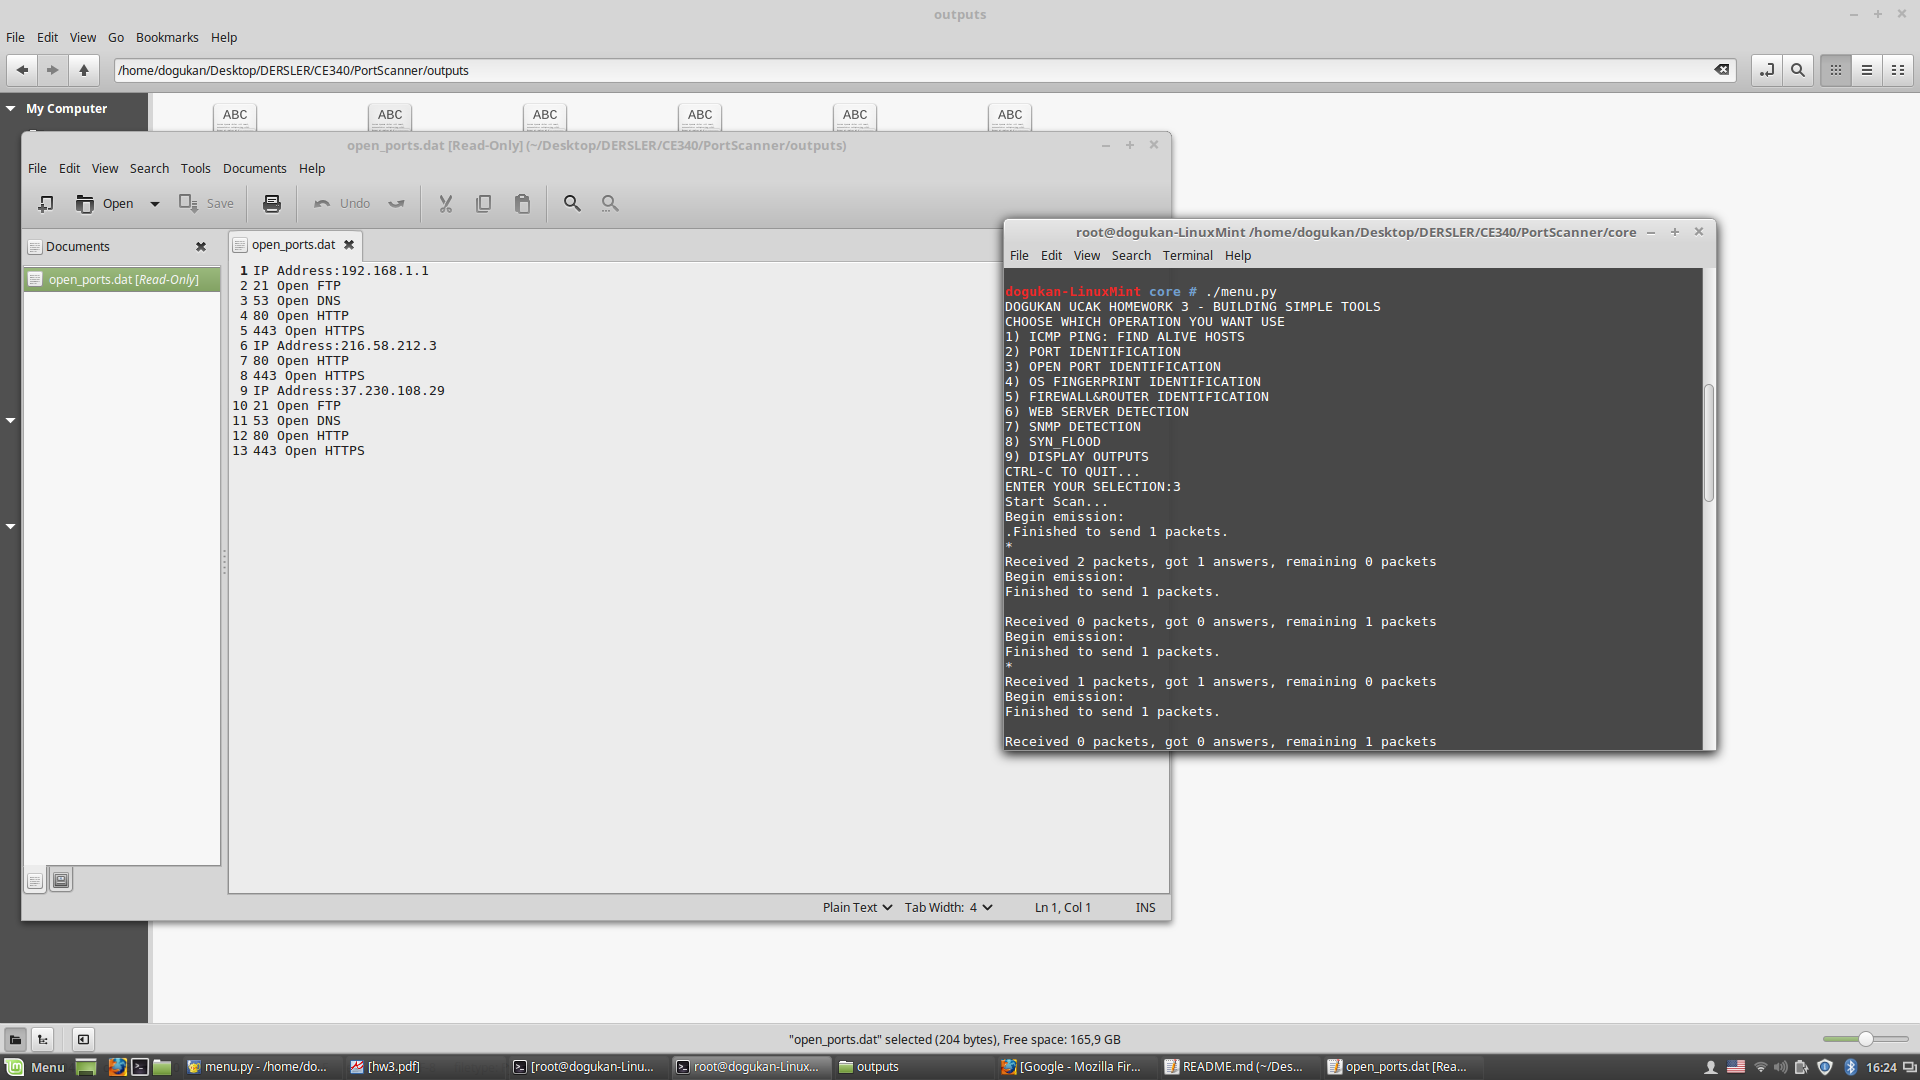 outputs
File Edit View Go Bookmarks Help
/home/dogukan/Desktop/DERSLER/CE340/PortScanner/outputs
My Computer
ABC ABC ABC ABC ABC ABC
open_ports.dat [Read-Only] (~/Desktop/DERSLER/CE340/PortScanner/outputs)
File Edit View Search Tools Documents Help
Open Save Undo
Documents
open_ports.dat [Read-Only]
open_ports.dat
1 IP Address:192.168.1.1
2 21 Open FTP
3 53 Open DNS
4 80 Open HTTP
5 443 Open HTTPS
6 IP Address:216.58.212.3
7 80 Open HTTP
8 443 Open HTTPS
9 IP Address:37.230.108.29
10 21 Open FTP
11 53 Open DNS
12 80 Open HTTP
13 443 Open HTTPS
Plain Text Tab Width: 4 Ln 1, Col 1 INS
root@dogukan-LinuxMint /home/dogukan/Desktop/DERSLER/CE340/PortScanner/core
File Edit View Search Terminal Help
dogukan-LinuxMint core # ./menu.py
DOGUKAN UCAK HOMEWORK 3 - BUILDING SIMPLE TOOLS
CHOOSE WHICH OPERATION YOU WANT USE
1) ICMP PING: FIND ALIVE HOSTS
2) PORT IDENTIFICATION
3) OPEN PORT IDENTIFICATION
4) OS FINGERPRINT IDENTIFICATION
5) FIREWALL&ROUTER IDENTIFICATION
6) WEB SERVER DETECTION
7) SNMP DETECTION
8) SYN_FLOOD
9) DISPLAY OUTPUTS
CTRL-C TO QUIT...
ENTER YOUR SELECTION:3
Start Scan...
Begin emission:
.Finished to send 1 packets.
*
Received 2 packets, got 1 answers, remaining 0 packets
Begin emission:
Finished to send 1 packets.
Received 0 packets, got 0 answers, remaining 1 packets
Begin emission:
Finished to send 1 packets.
*
Received 1 packets, got 1 answers, remaining 0 packets
Begin emission:
Finished to send 1 packets.
Received 0 packets, got 0 answers, remaining 1 packets
"open_ports.dat" selected (204 bytes), Free space: 165,9 GB
Menu menu.py - /home/do... [hw3.pdf] [root@dogukan-Linu... root@dogukan-Linux... outputs [Google - Mozilla Fir... README.md (~/Des... open_ports.dat [Rea... 16:24